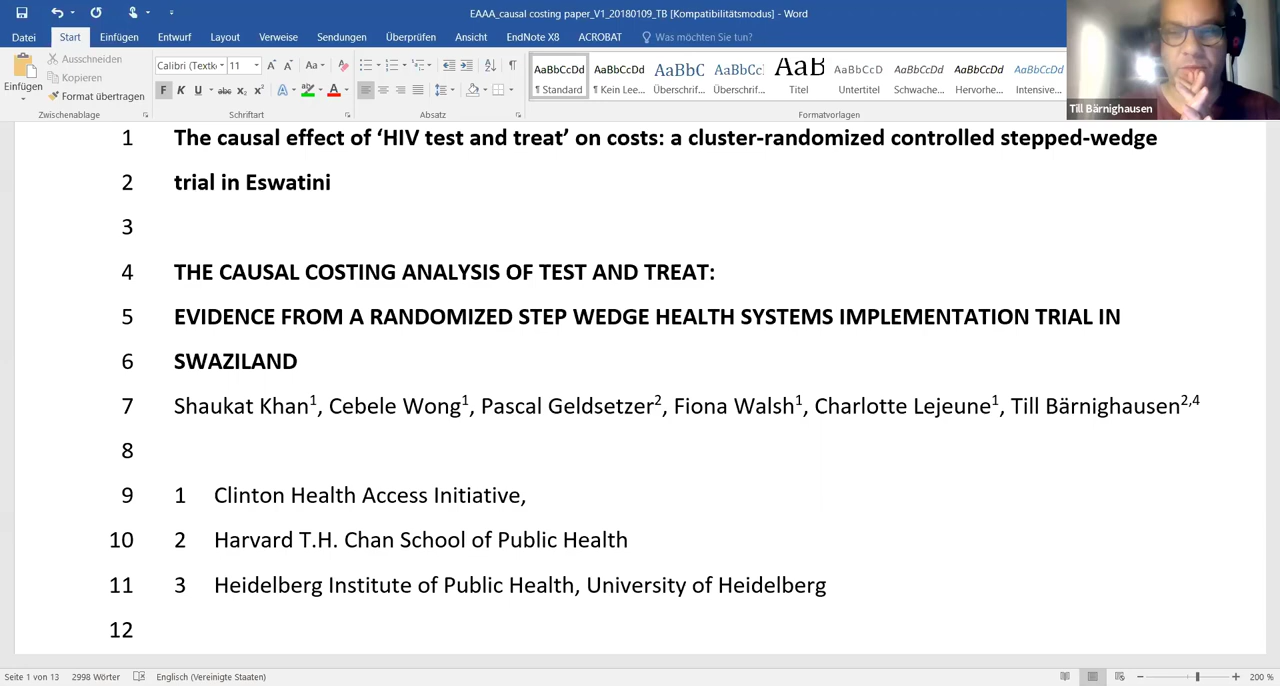 EAAA_causal costing paper_V1_20180109_TB [Kompatibilitätsmodus] - Word
Datei Start Einfügen Entwurf Layout Verweise Sendungen Überprüfen Ansicht EndNote X8 ACROBAT Was möchten Sie tun?
Ausschneiden
Kopieren
Format übertragen
Einfügen
Zwischenablage
Calibri (Textk 11
F K U abc x₂ x²
Schriftart
Absatz
AaBbCcDd AaBbCcDd AaBbC AaBbCc AaB AaBbCcD AaBbCcDd AaBbCcDd AaBbCcDd
¶ Standard ¶ Kein Lee... Überschrif... Überschrif... Titel Untertitel Schwache... Hervorhe... Intensive...
Formatvorlagen
Till Bärnighausen
1 The causal effect of ‘HIV test and treat’ on costs: a cluster-randomized controlled stepped-wedge
2 trial in Eswatini
3
4 THE CAUSAL COSTING ANALYSIS OF TEST AND TREAT:
5 EVIDENCE FROM A RANDOMIZED STEP WEDGE HEALTH SYSTEMS IMPLEMENTATION TRIAL IN
6 SWAZILAND
7 Shaukat Khan¹, Cebele Wong¹, Pascal Geldsetzer², Fiona Walsh¹, Charlotte Lejeune¹, Till Bärnighausen²,⁴
8
9 1 Clinton Health Access Initiative,
10 2 Harvard T.H. Chan School of Public Health
11 3 Heidelberg Institute of Public Health, University of Heidelberg
12
Seite 1 von 13 2998 Wörter Englisch (Vereinigte Staaten) 200 %